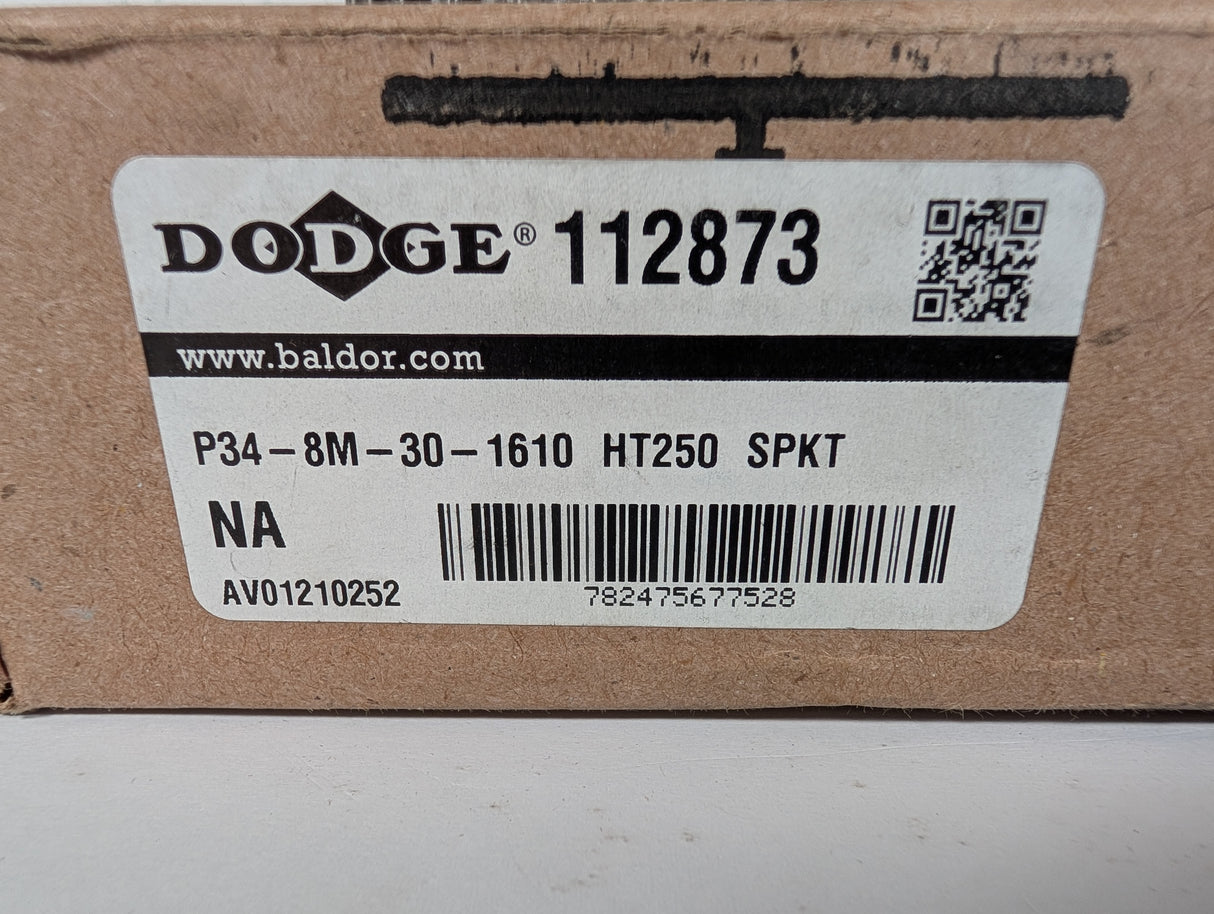 DODGE® 112873
www.baldor.com
P34-8M-30-1610 HT250 SPKT
NA
AV01210252
782475677528